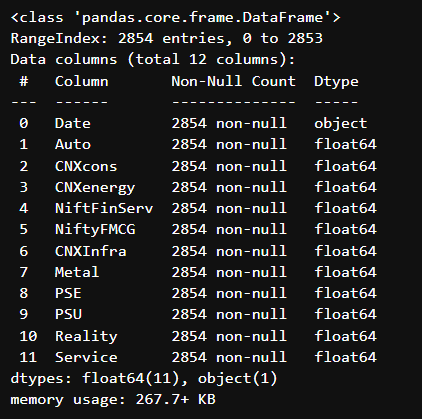 <class 'pandas.core.frame.DataFrame'>
RangeIndex: 2854 entries, 0 to 2853
Data columns (total 12 columns):
 #   Column       Non-Null Count  Dtype
---  ------       --------------  -----
 0   Date         2854 non-null   object
 1   Auto         2854 non-null   float64
 2   CNXcons      2854 non-null   float64
 3   CNXenergy    2854 non-null   float64
 4   NiftFinServ  2854 non-null   float64
 5   NiftyFMCG    2854 non-null   float64
 6   CNXInfra     2854 non-null   float64
 7   Metal        2854 non-null   float64
 8   PSE          2854 non-null   float64
 9   PSU          2854 non-null   float64
 10  Reality      2854 non-null   float64
 11  Service      2854 non-null   float64
dtypes: float64(11), object(1)
memory usage: 267.7+ KB